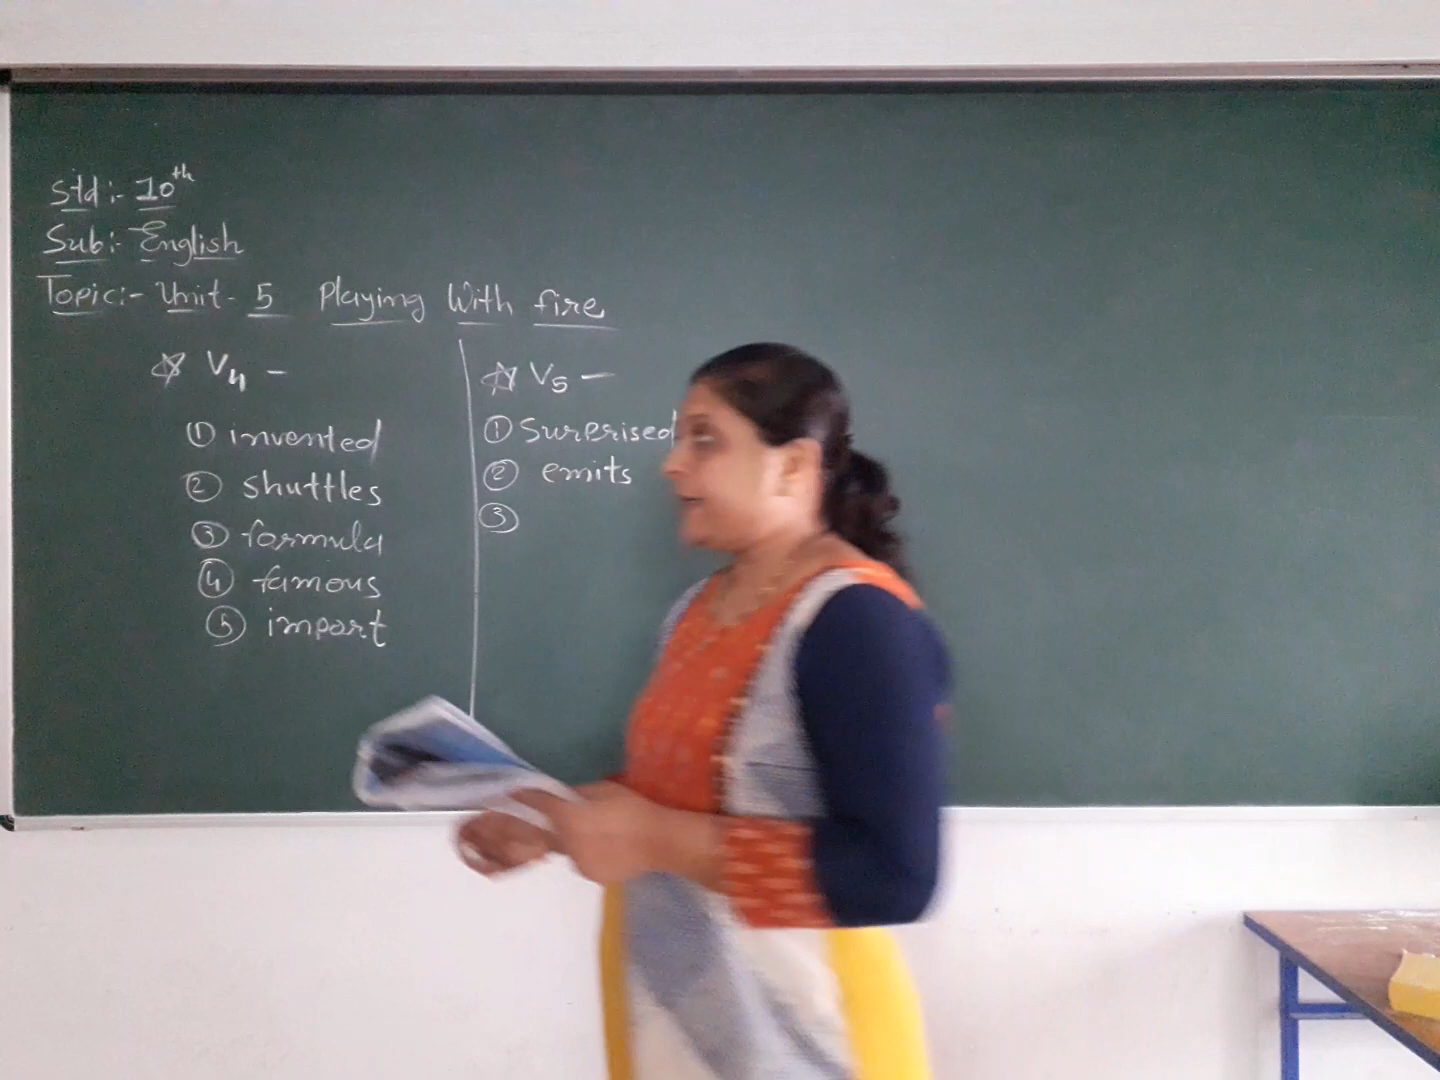 Std:- 10th
Sub:- English
Topic:- Unit- 5 Playing With fire
☆ V4 -
① invented
② shuttles
③ formula
④ famous
⑤ import
☆ V5 -
① Surprised
② emits
③